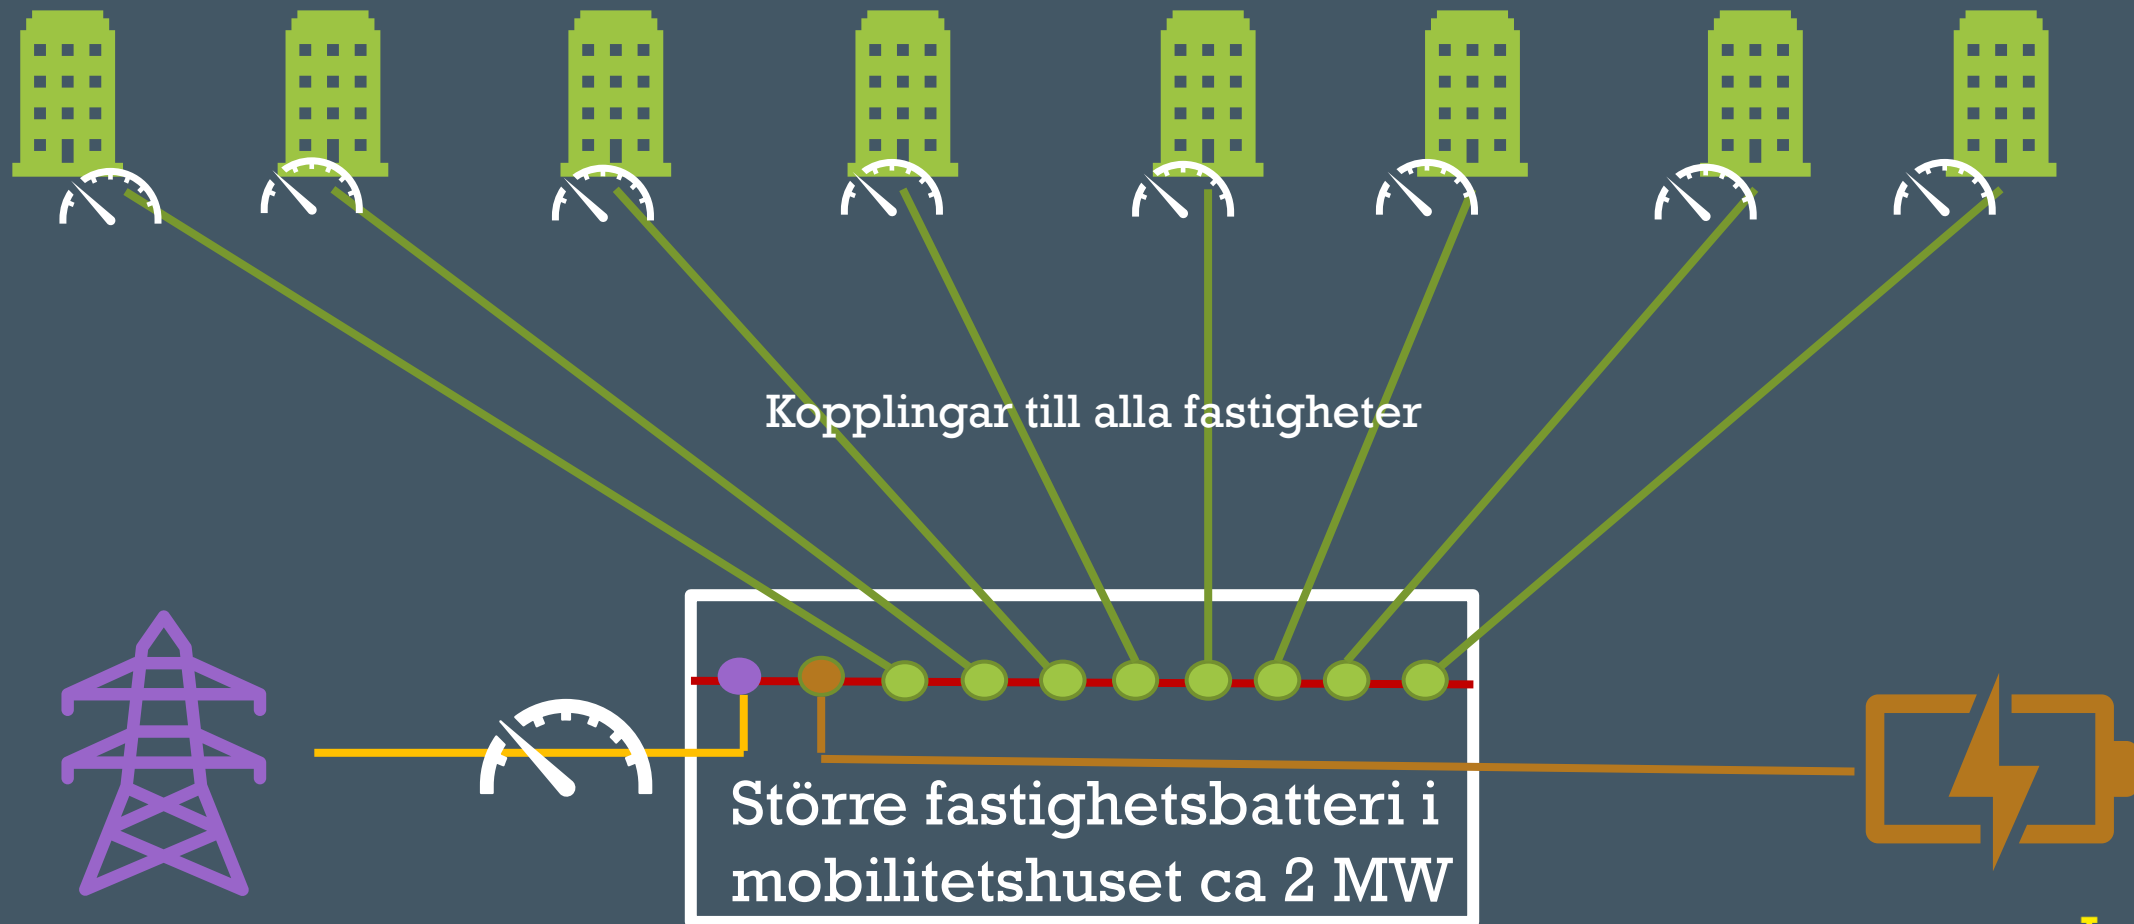 Kopplingar till alla fastigheter
Större fastighetsbatteri i
mobilitetshuset ca 2 MW